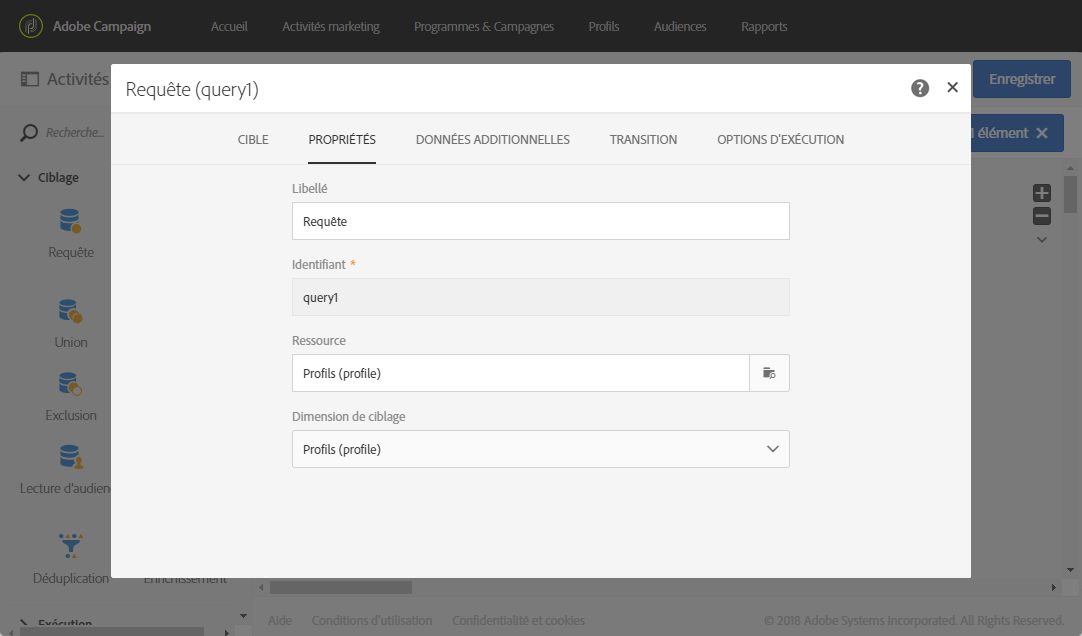 Adobe Campaign Accueil Activités marketing Programmes & Campagnes Profils Audiences Rapports
Activités
Enregistrer
Requête (query1)
Recherche...
élément
CIBLE PROPRIÉTÉS DONNÉES ADDITIONNELLES TRANSITION OPTIONS D'EXÉCUTION
Ciblage
Requête
Union
Exclusion
Lecture d'audien
Déduplication Enrichissement
Exécution
Libellé
Requête
Identifiant *
query1
Ressource
Profils (profile)
Dimension de ciblage
Profils (profile)
Aide Conditions d'utilisation Confidentialité et cookies © 2018 Adobe Systems Incorporated. All Rights Reserved.